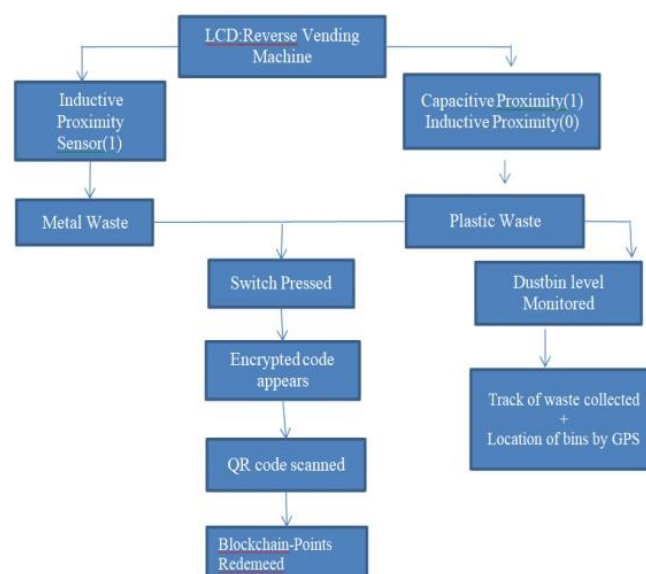 LCD:Reverse Vending
Machine
Inductive
Proximity
Sensor(1)
Capacitive Proximity(1)
Inductive Proximity(0)
Metal Waste
Plastic Waste
Switch Pressed
Dustbin level
Monitored
Encrypted code
appears
Track of waste collected
+
Location of bins by GPS
QR code scanned
Blockchain-Points
Redemeed